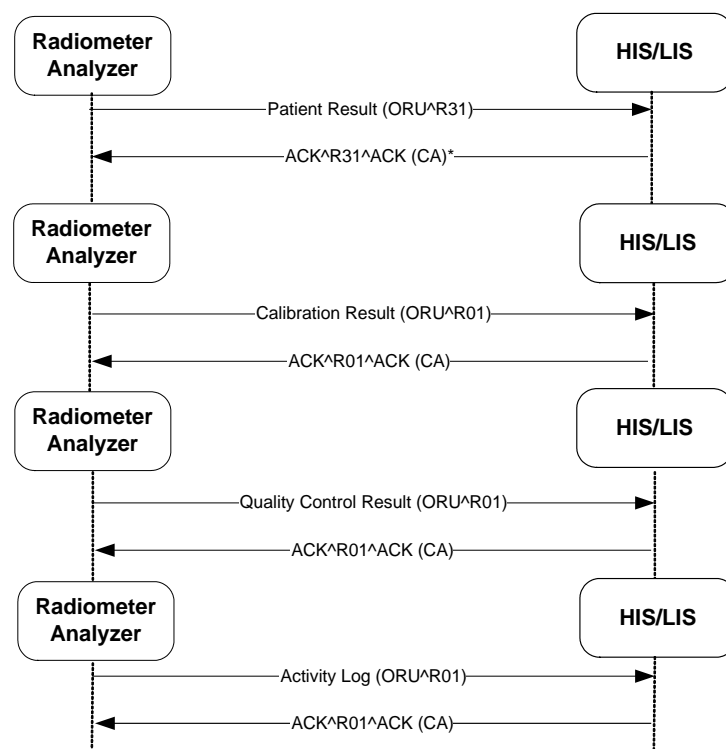 Radiometer
Analyzer
HIS/LIS
Patient Result (ORU^R31)
ACK^R31^ACK (CA)*
Radiometer
Analyzer
HIS/LIS
Calibration Result (ORU^R01)
ACK^R01^ACK (CA)
Radiometer
Analyzer
HIS/LIS
Quality Control Result (ORU^R01)
ACK^R01^ACK (CA)
Radiometer
Analyzer
HIS/LIS
Activity Log (ORU^R01)
ACK^R01^ACK (CA)